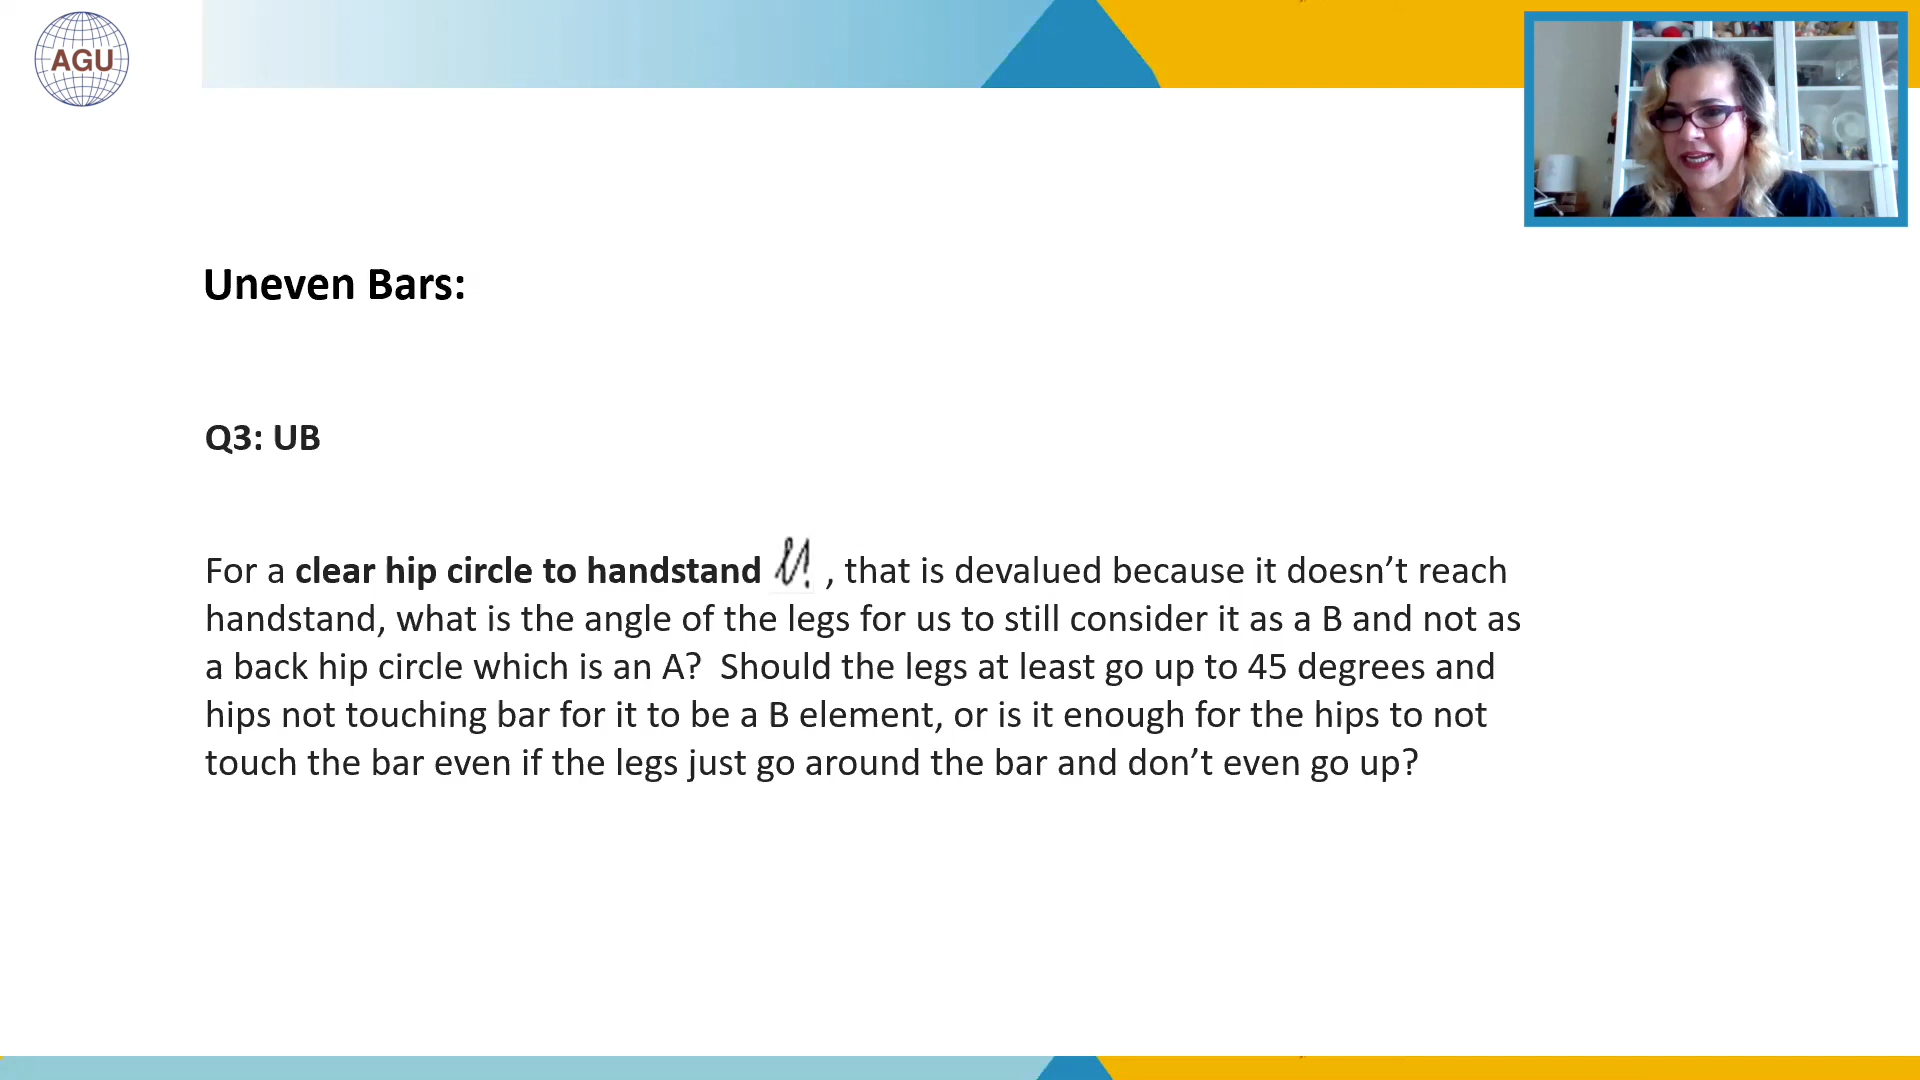 AGU
Uneven Bars:
Q3: UB
For a clear hip circle to handstand , that is devalued because it doesn’t reach
handstand, what is the angle of the legs for us to still consider it as a B and not as
a back hip circle which is an A?  Should the legs at least go up to 45 degrees and
hips not touching bar for it to be a B element, or is it enough for the hips to not
touch the bar even if the legs just go around the bar and don’t even go up?